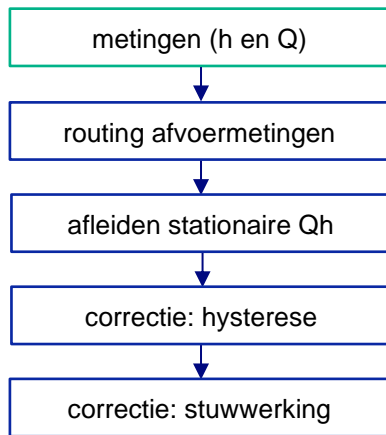 metingen (h en Q)
routing afvoermetingen
afleiden stationaire Qh
correctie: hysterese
correctie: stuwwerking